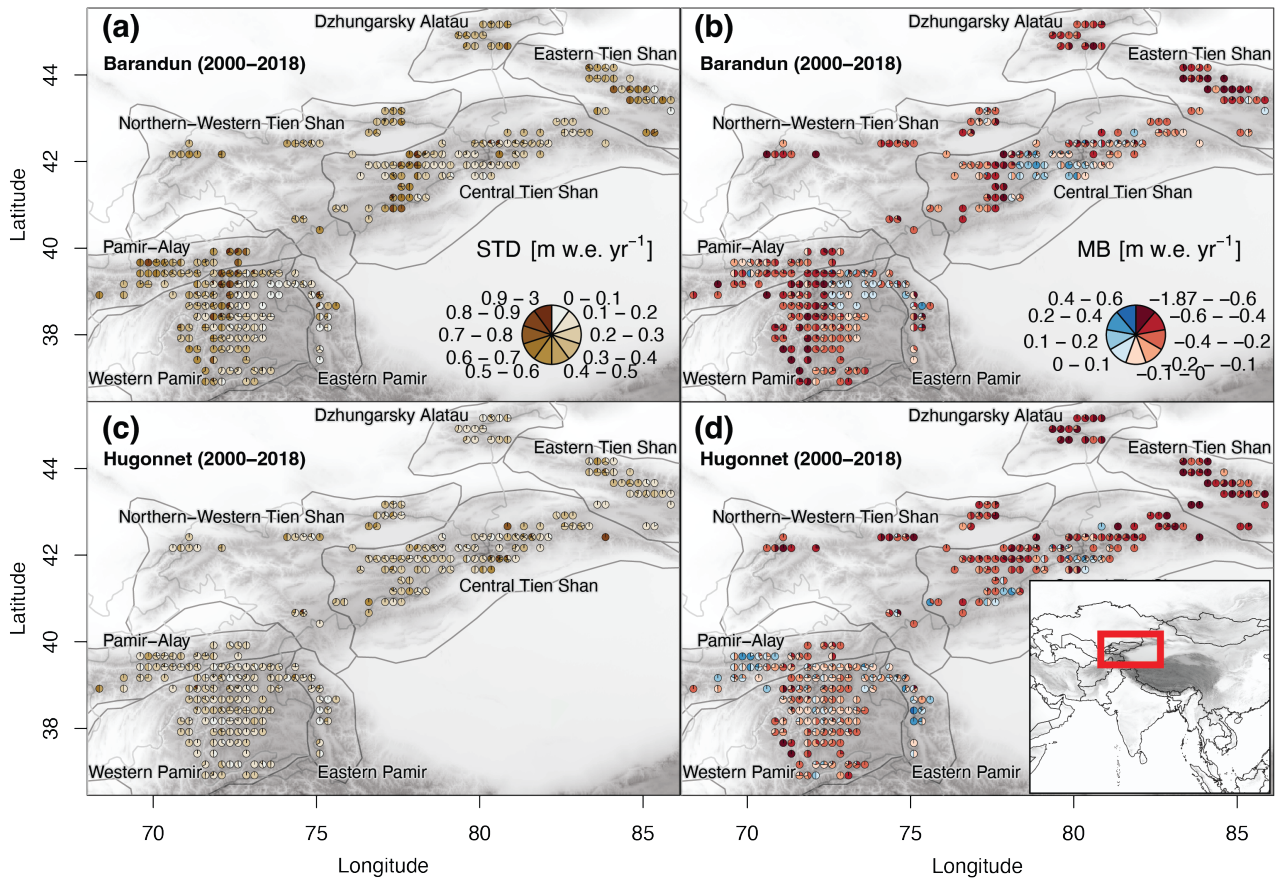 (a)
Barandun (2000–2018)
Dzhungarsky Alatau
Eastern Tien Shan
Northern–Western Tien Shan
Central Tien Shan
Pamir–Alay
Western Pamir
Eastern Pamir
STD [m w.e. yr−1]
0.9 – 3
0 – 0.1
0.8 – 0.9
0.1 – 0.2
0.7 – 0.8
0.2 – 0.3
0.6 – 0.7
0.3 – 0.4
0.5 – 0.6
0.4 – 0.5
Latitude
44
42
40
38
(b)
Barandun (2000–2018)
Dzhungarsky Alatau
Eastern Tien Shan
Northern–Western Tien Shan
Central Tien Shan
Pamir–Alay
Western Pamir
Eastern Pamir
MB [m w.e. yr−1]
0.4 – 0.6
−1.87 – −0.6
0.2 – 0.4
−0.6 – −0.4
0.1 – 0.2
−0.4 – −0.2
0 – 0.1
−0.2 – −0.1
−0.1 – 0
(c)
Hugonnet (2000–2018)
Dzhungarsky Alatau
Eastern Tien Shan
Northern–Western Tien Shan
Central Tien Shan
Pamir–Alay
Western Pamir
Eastern Pamir
Latitude
44
42
40
38
70
75
80
85
Longitude
(d)
Hugonnet (2000–2018)
Dzhungarsky Alatau
Eastern Tien Shan
Northern–Western Tien Shan
Pamir–Alay
Western Pamir
Eastern Pamir
70
75
80
85
Longitude